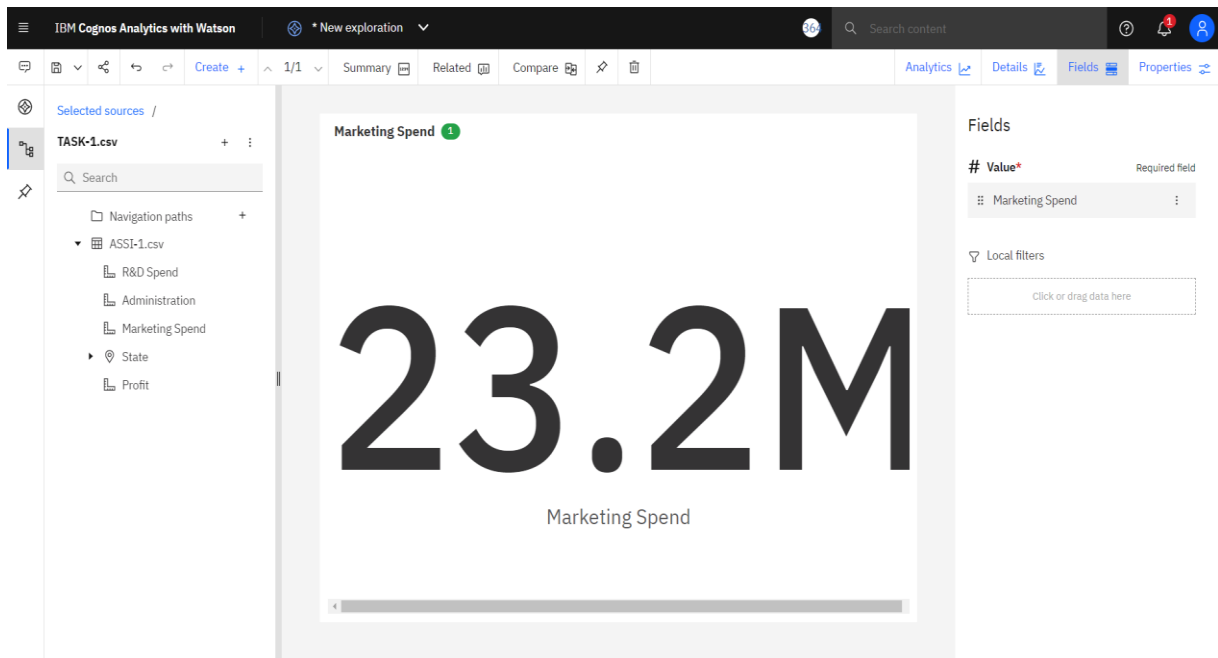 IBM Cognos Analytics with Watson
* New exploration
364
Search content
1
Create +
1/1
Summary
Related
Compare
Analytics
Details
Fields
Properties
Selected sources /
TASK-1.csv
Search
Navigation paths
ASSI-1.csv
R&D Spend
Administration
Marketing Spend
State
Profit
Marketing Spend 1
23.2M
Marketing Spend
Fields
# Value* Required field
Marketing Spend
Local filters
Click or drag data here